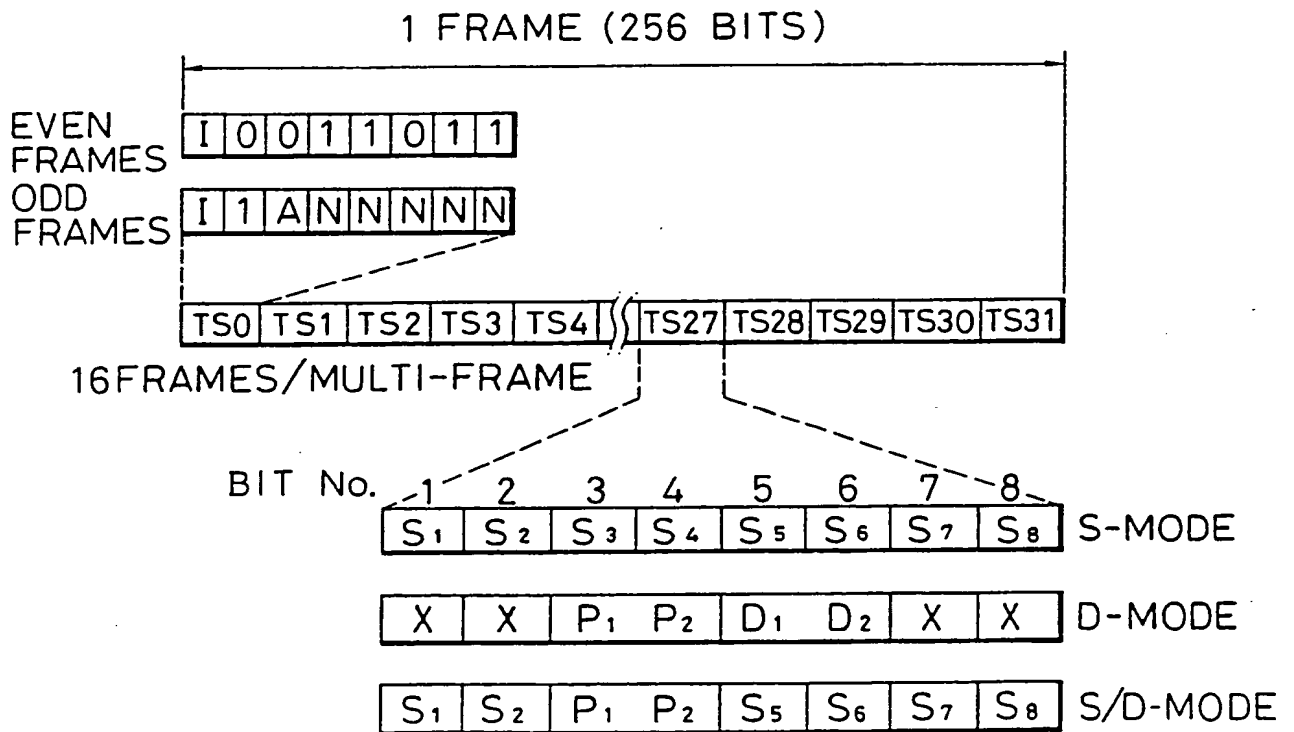 1 FRAME (256 BITS)
EVEN FRAMES
I 0 0 1 1 0 1 1
ODD FRAMES
I 1 A N N N N N
TS0 TS1 TS2 TS3 TS4 TS27 TS28 TS29 TS30 TS31
16FRAMES/MULTI-FRAME
BIT No. 1 2 3 4 5 6 7 8
S1 S2 S3 S4 S5 S6 S7 S8 S-MODE
X X P1 P2 D1 D2 X X D-MODE
S1 S2 P1 P2 S5 S6 S7 S8 S/D-MODE